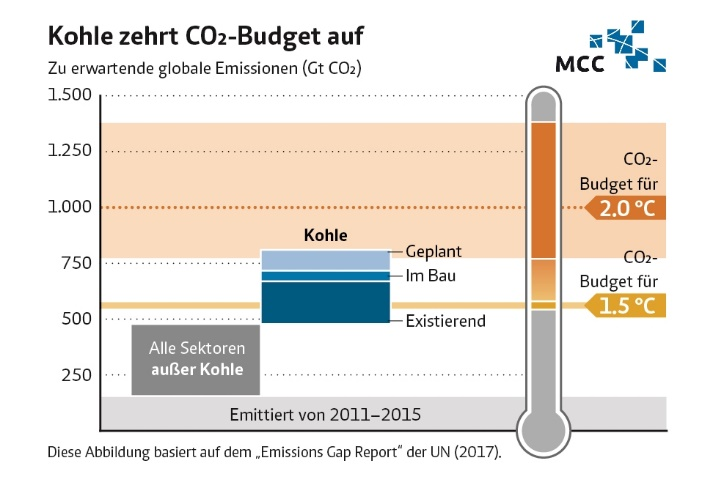 Kohle zehrt CO₂-Budget auf
Zu erwartende globale Emissionen (Gt CO₂)
MCC
1.500
1.250
1.000
750
500
250
CO₂-
Budget für
2.0 °C
CO₂-
Budget für
1.5 °C
Kohle
Geplant
Im Bau
Existierend
Alle Sektoren
außer Kohle
Emittiert von 2011–2015
Diese Abbildung basiert auf dem „Emissions Gap Report“ der UN (2017).